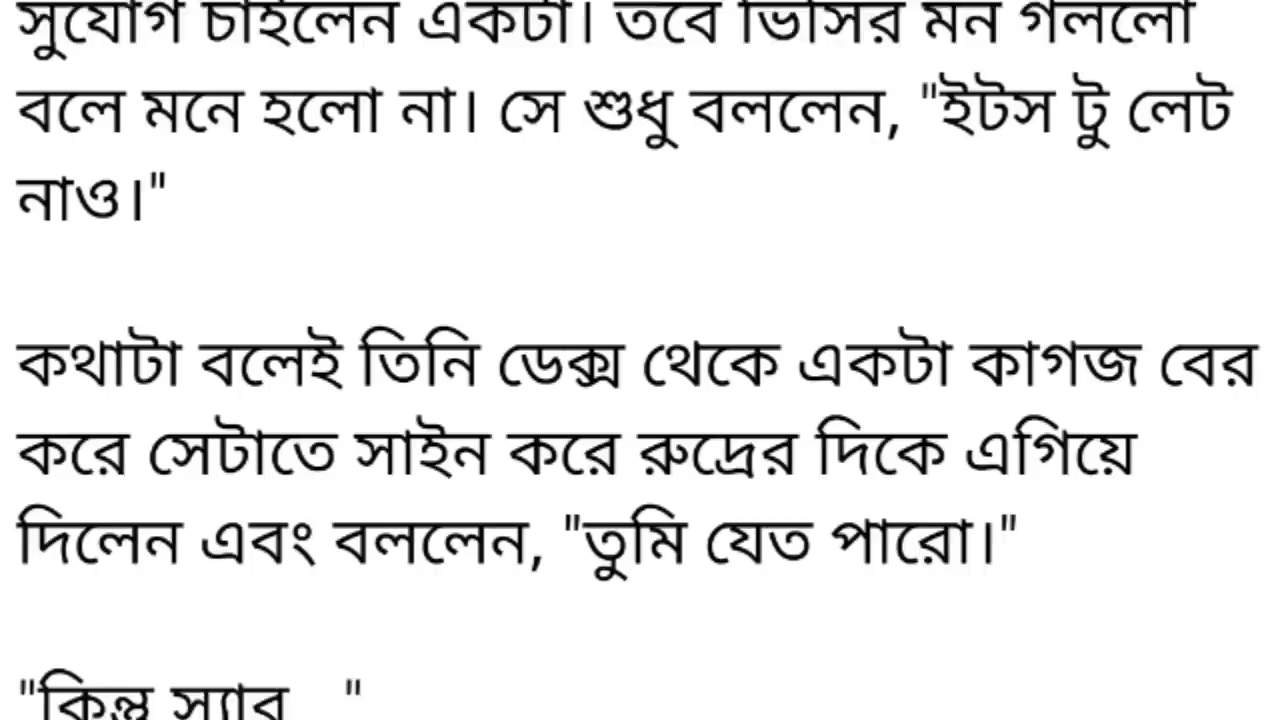 সুযোগ চাইলেন একটা। তবে ভিসির মন গললো
বলে মনে হলো না। সে শুধু বললেন, "ইটস টু লেট
নাও।"
কথাটা বলেই তিনি ডেক্স থেকে একটা কাগজ বের
করে সেটাতে সাইন করে রুদ্রের দিকে এগিয়ে
দিলেন এবং বললেন, "তুমি যেত পারো।"
"কিন্তু স্যার   "